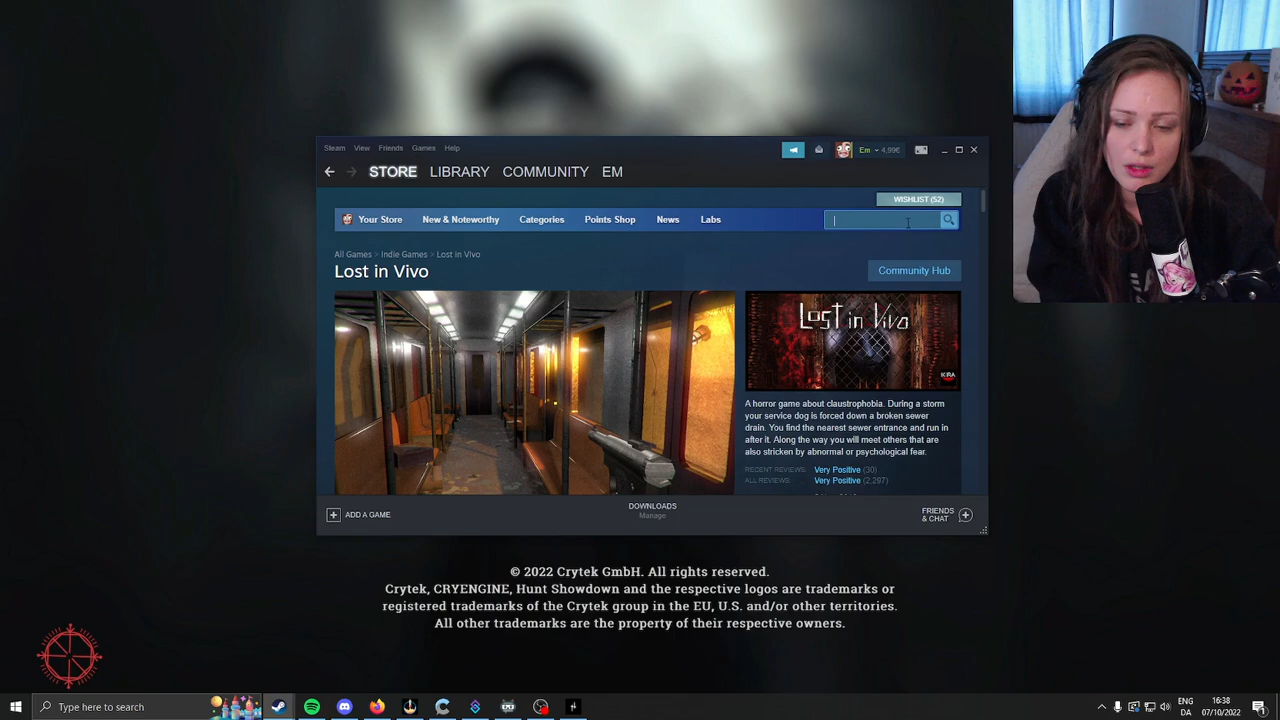 Steam View Friends Games Help
Em 4,99€
STORE LIBRARY COMMUNITY EM
WISHLIST (52)
Your Store New & Noteworthy Categories Points Shop News Labs
All Games > Indie Games > Lost In Vivo
Lost in Vivo
Community Hub
Lost in Vivo
KIRA
A horror game about claustrophobia. During a storm
your service dog is forced down a broken sewer
drain. You find the nearest sewer entrance and run in
after it. Along the way you will meet others that are
also stricken by abnormal or psychological fear.
RECENT REVIEWS: Very Positive (30)
ALL REVIEWS: Very Positive (2,297)
ADD A GAME
DOWNLOADS
Manage
FRIENDS
& CHAT
© 2022 Crytek GmbH. All rights reserved.
Crytek, CRYENGINE, Hunt Showdown and the respective logos are trademarks or
registered trademarks of the Crytek group in the EU, U.S. and/or other territories.
All other trademarks are the property of their respective owners.
Type here to search
ENG
DA
16:38
07/10/2022